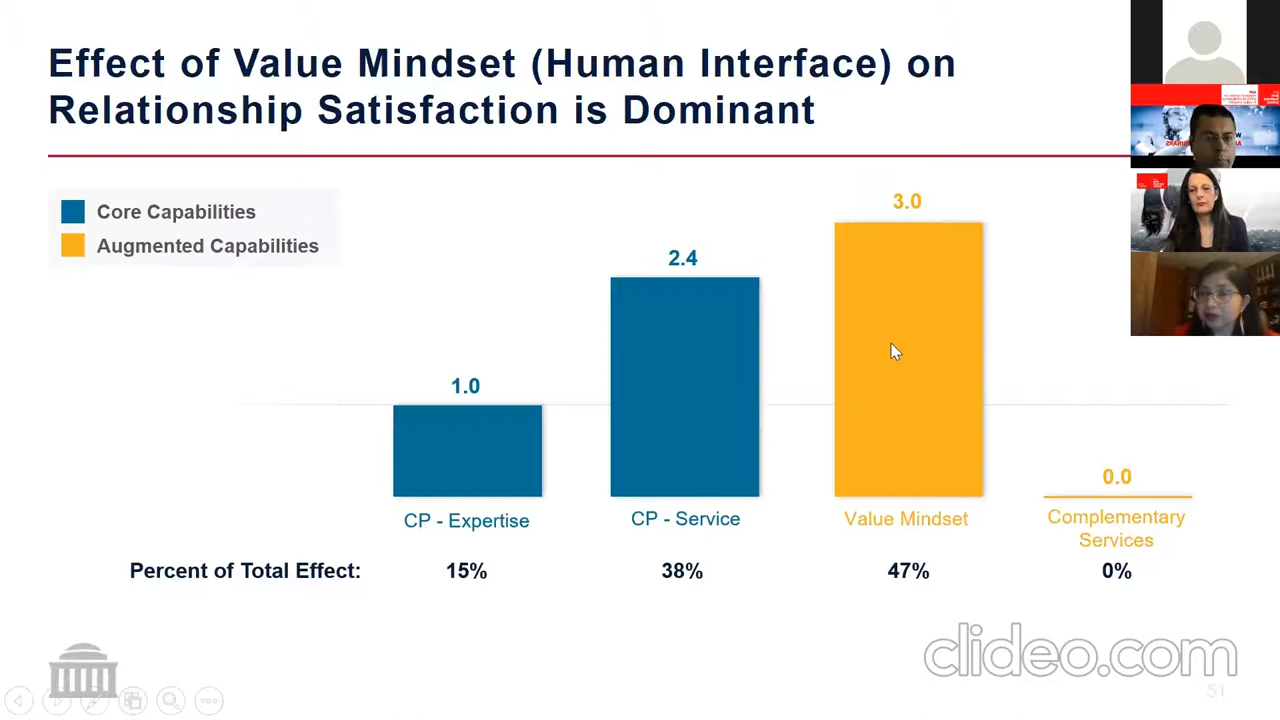 Effect of Value Mindset (Human Interface) on
Relationship Satisfaction is Dominant
Core Capabilities
Augmented Capabilities
1.0
2.4
3.0
0.0
CP - Expertise
CP - Service
Value Mindset
Complementary
Services
Percent of Total Effect: 15% 38% 47% 0%
clideo.com
51